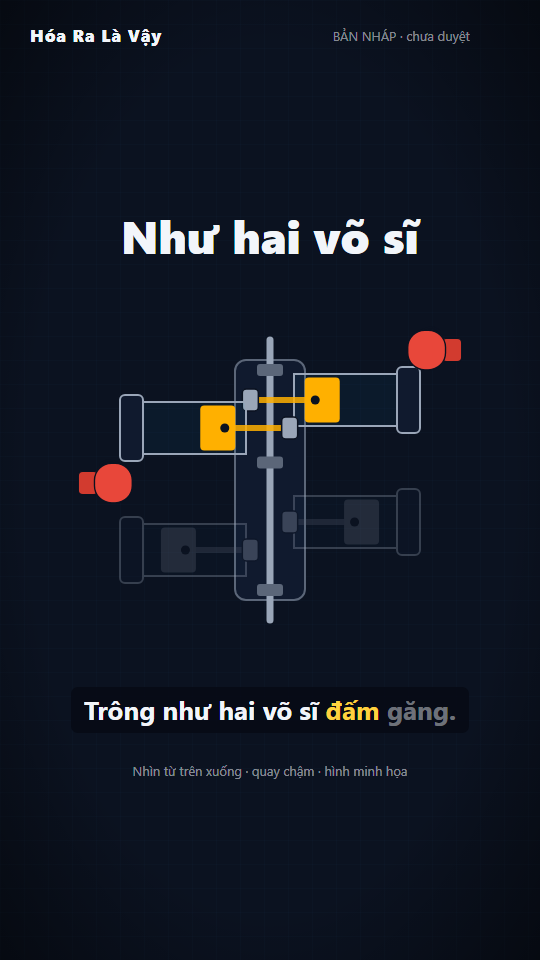 Hóa Ra Là Vậy
BẢN NHÁP · chưa duyệt
Như hai võ sĩ
Trông như hai võ sĩ đấm găng.
Nhìn từ trên xuống · quay chậm · hình minh họa